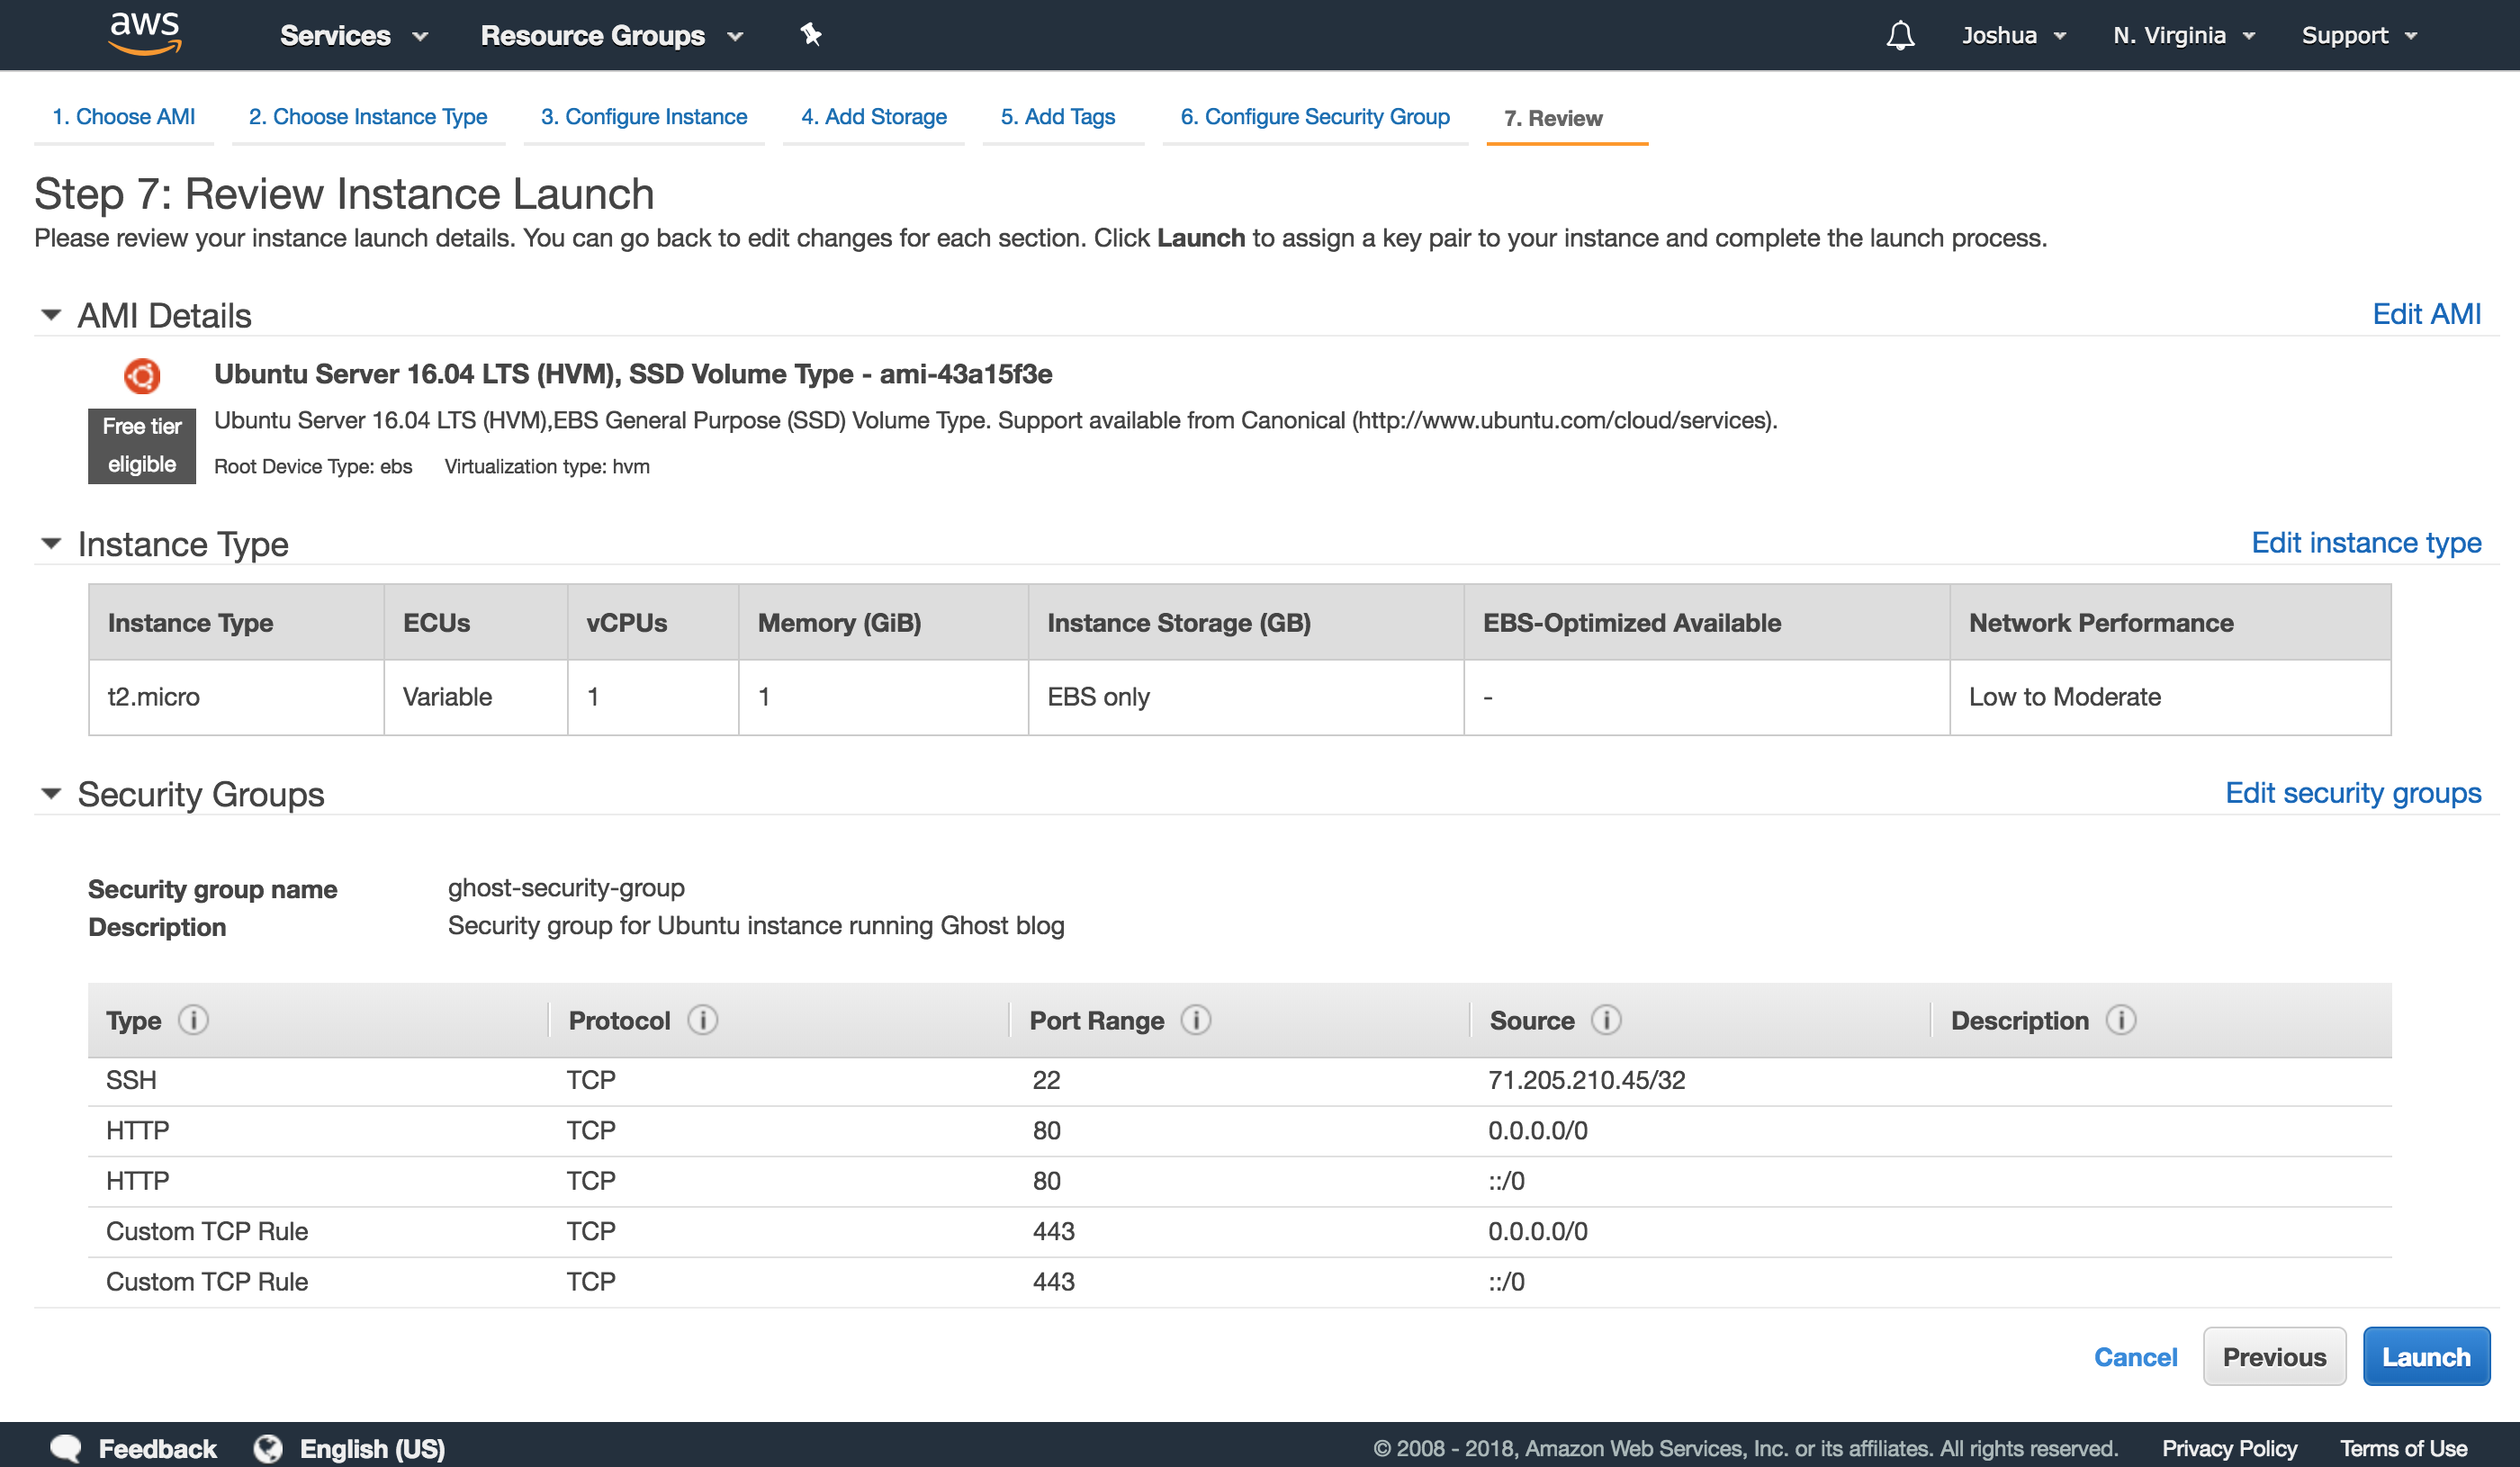 aws Services Resource Groups Joshua N. Virginia Support
1. Choose AMI 2. Choose Instance Type 3. Configure Instance 4. Add Storage 5. Add Tags 6. Configure Security Group 7. Review
Step 7: Review Instance Launch
Please review your instance launch details. You can go back to edit changes for each section. Click Launch to assign a key pair to your instance and complete the launch process.
AMI Details Edit AMI
Ubuntu Server 16.04 LTS (HVM), SSD Volume Type - ami-43a15f3e
Free tier eligible
Ubuntu Server 16.04 LTS (HVM),EBS General Purpose (SSD) Volume Type. Support available from Canonical (http://www.ubuntu.com/cloud/services).
Root Device Type: ebs Virtualization type: hvm
Instance Type Edit instance type
Instance Type ECUs vCPUs Memory (GiB) Instance Storage (GB) EBS-Optimized Available Network Performance
t2.micro Variable 1 1 EBS only - Low to Moderate
Security Groups Edit security groups
Security group name ghost-security-group
Description Security group for Ubuntu instance running Ghost blog
Type i Protocol i Port Range i Source i Description i
SSH TCP 22 71.205.210.45/32
HTTP TCP 80 0.0.0.0/0
HTTP TCP 80 ::/0
Custom TCP Rule TCP 443 0.0.0.0/0
Custom TCP Rule TCP 443 ::/0
Cancel Previous Launch
Feedback English (US) © 2008 - 2018, Amazon Web Services, Inc. or its affiliates. All rights reserved. Privacy Policy Terms of Use